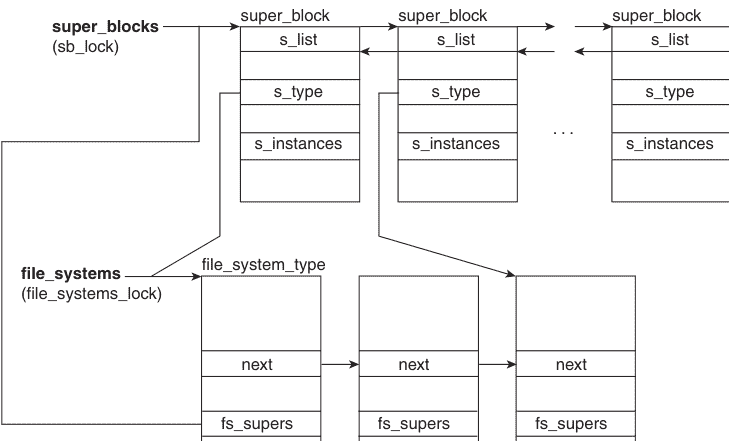 super_blocks
(sb_lock)
super_block
super_block
super_block
s_list
s_list
s_list
s_type
s_type
s_type
. . .
s_instances
s_instances
s_instances
file_systems
(file_systems_lock)
file_system_type
next
next
next
fs_supers
fs_supers
fs_supers